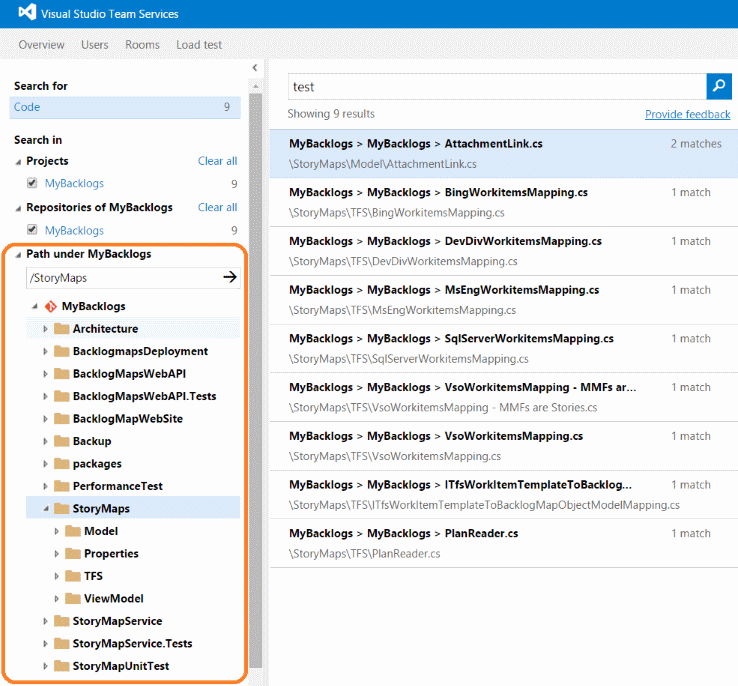 Visual Studio Team Services
Overview Users Rooms Load test
Search for
Code 9
Search in
Projects Clear all
MyBacklogs 9
Repositories of MyBacklogs Clear all
MyBacklogs 9
Path under MyBacklogs
/StoryMaps
MyBacklogs
Architecture
BacklogmapsDeployment
BacklogMapsWebAPI
BacklogMapsWebAPI.Tests
BacklogMapWebSite
Backup
packages
PerformanceTest
StoryMaps
Model
Properties
TFS
ViewModel
StoryMapService
StoryMapService.Tests
StoryMapUnitTest
test
Showing 9 results Provide feedback
MyBacklogs > MyBacklogs > AttachmentLink.cs 2 matches
\StoryMaps\Model\AttachmentLink.cs
MyBacklogs > MyBacklogs > BingWorkitemsMapping.cs 1 match
\StoryMaps\TFS\BingWorkitemsMapping.cs
MyBacklogs > MyBacklogs > DevDivWorkitemsMapping.cs 1 match
\StoryMaps\TFS\DevDivWorkitemsMapping.cs
MyBacklogs > MyBacklogs > MsEngWorkitemsMapping.cs 1 match
\StoryMaps\TFS\MsEngWorkitemsMapping.cs
MyBacklogs > MyBacklogs > SqlServerWorkitemsMapping.cs 1 match
\StoryMaps\TFS\SqlServerWorkitemsMapping.cs
MyBacklogs > MyBacklogs > VsoWorkitemsMapping - MMFs ar... 1 match
\StoryMaps\TFS\VsoWorkitemsMapping - MMFs are Stories.cs
MyBacklogs > MyBacklogs > VsoWorkitemsMapping.cs 1 match
\StoryMaps\TFS\VsoWorkitemsMapping.cs
MyBacklogs > MyBacklogs > ITfsWorkItemTemplateToBacklog... 1 match
\StoryMaps\TFS\ITfsWorkItemTemplateToBacklogMapObjectModelMapping.cs
MyBacklogs > MyBacklogs > PlanReader.cs 1 match
\StoryMaps\TFS\PlanReader.cs